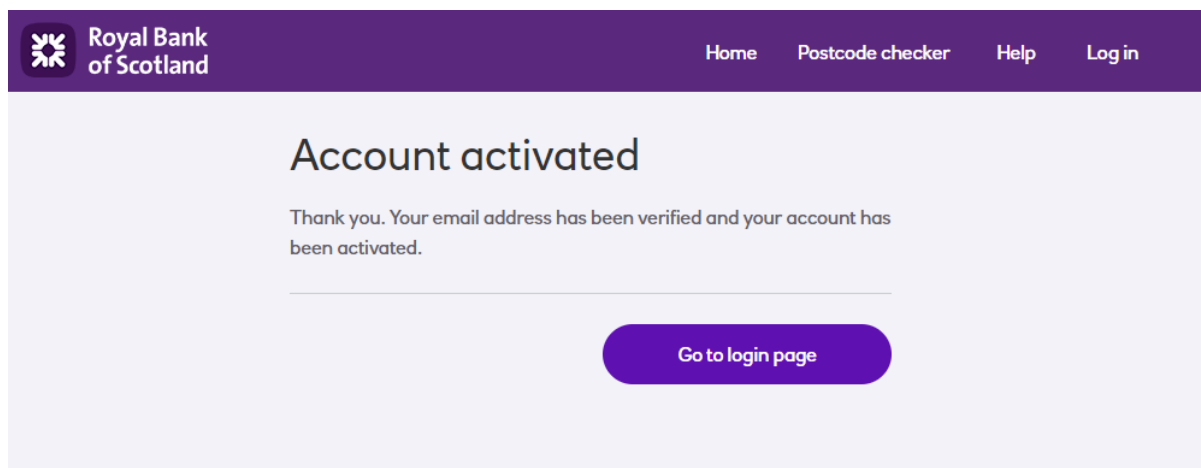 Royal Bank
of Scotland
Home Postcode checker Help Log in
Account activated
Thank you. Your email address has been verified and your account has
been activated.
Go to login page